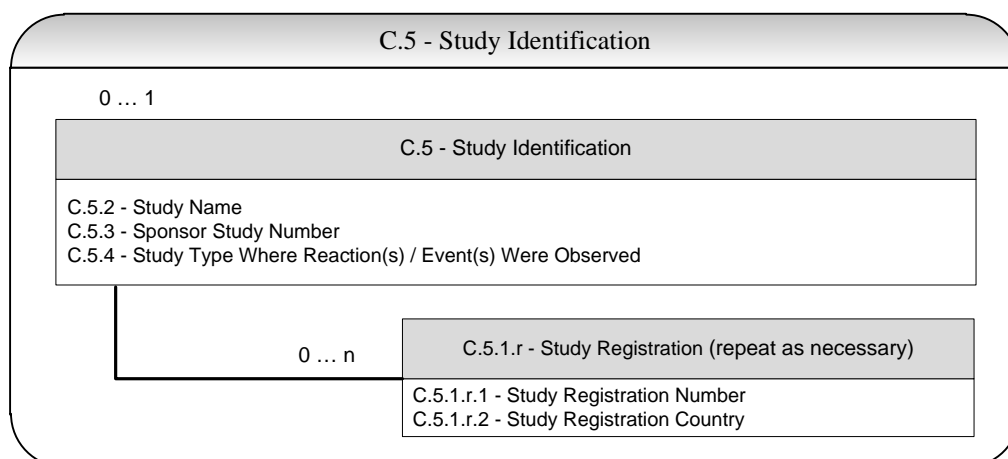 C.5 - Study Identification
0 … 1
C.5 - Study Identification
C.5.2 - Study Name
C.5.3 - Sponsor Study Number
C.5.4 - Study Type Where Reaction(s) / Event(s) Were Observed
0 … n
C.5.1.r - Study Registration (repeat as necessary)
C.5.1.r.1 - Study Registration Number
C.5.1.r.2 - Study Registration Country